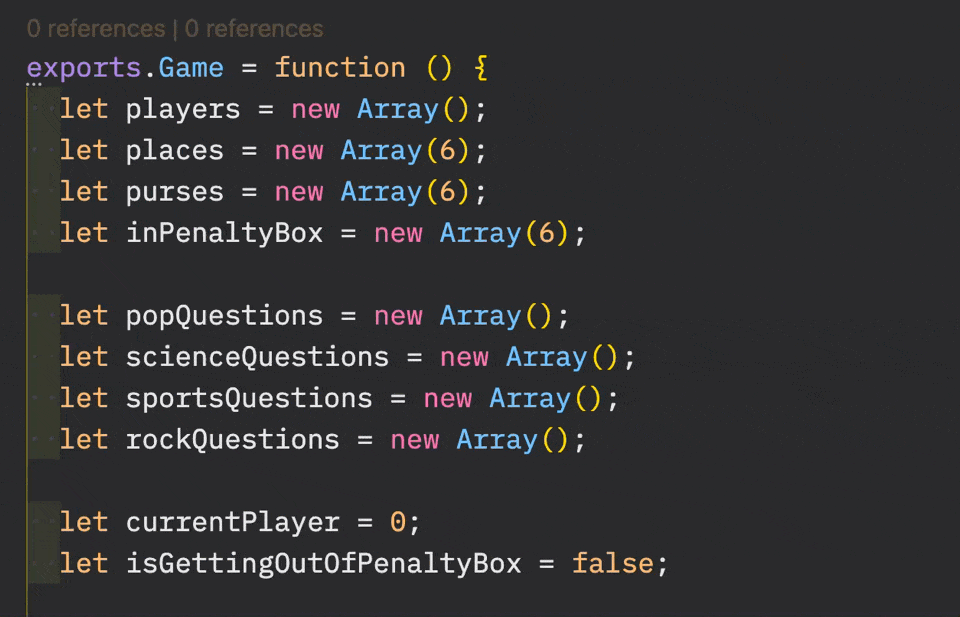 0 references | 0 references
exports.Game = function () {
let players = new Array();
let places = new Array(6);
let purses = new Array(6);
let inPenaltyBox = new Array(6);
let popQuestions = new Array();
let scienceQuestions = new Array();
let sportsQuestions = new Array();
let rockQuestions = new Array();
let currentPlayer = 0;
let isGettingOutOfPenaltyBox = false;